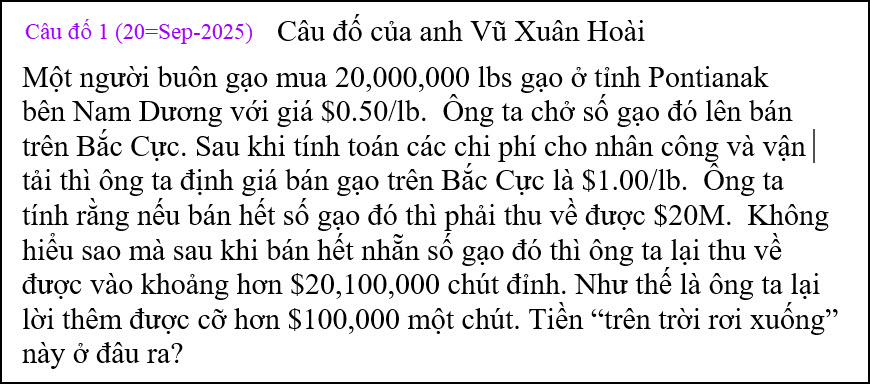 Câu đố 1 (20=Sep-2025) Câu đố của anh Vũ Xuân Hoài
Một người buôn gạo mua 20,000,000 lbs gạo ở tỉnh Pontianak
bên Nam Dương với giá $0.50/lb. Ông ta chở số gạo đó lên bán
trên Bắc Cực. Sau khi tính toán các chi phí cho nhân công và vận
tải thì ông ta định giá bán gạo trên Bắc Cực là $1.00/lb. Ông ta
tính rằng nếu bán hết số gạo đó thì phải thu về được $20M. Không
hiểu sao mà sau khi bán hết nhẵn số gạo đó thì ông ta lại thu về
được vào khoảng hơn $20,100,000 chút đỉnh. Như thế là ông ta lại
lời thêm được cỡ hơn $100,000 một chút. Tiền “trên trời rơi xuống”
này ở đâu ra?